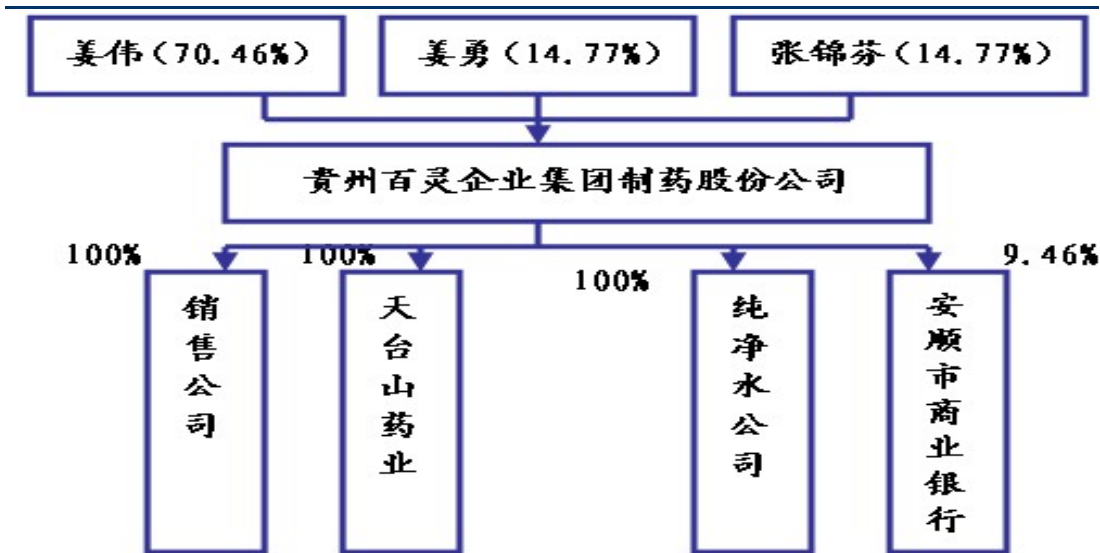 姜伟(70.46%)
姜勇(14.77%)
张锦芬(14.77%)
贵州百灵企业集团制药股份公司
100%
100%
100%
9.46%
销售公司
天台山药业
纯净水公司
安顺市商业银行